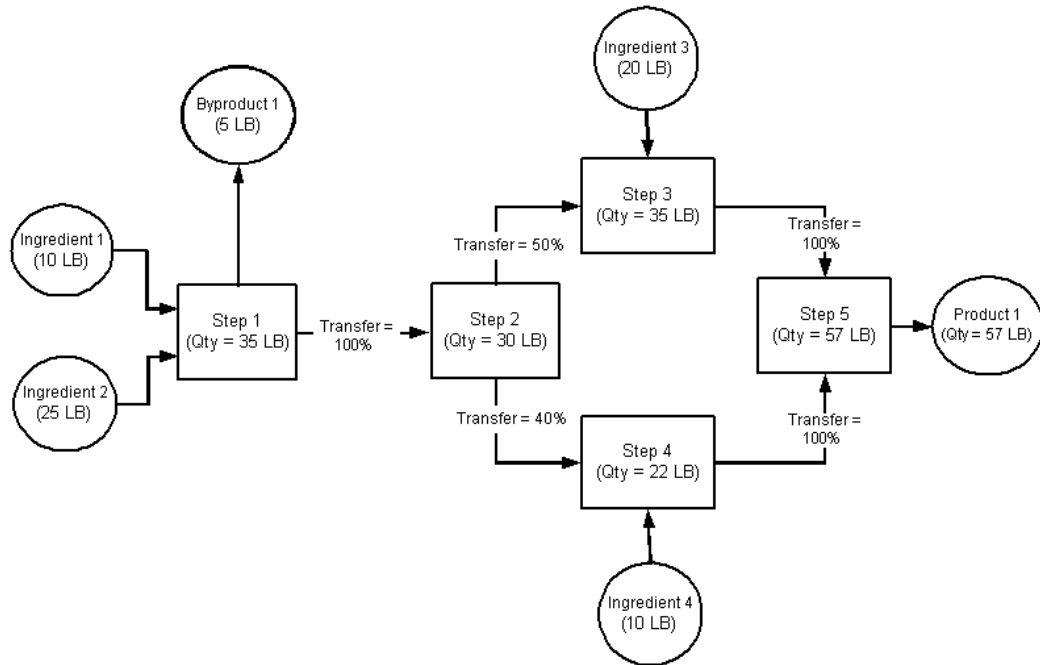 Ingredient 3
(20 LB)
Byproduct 1
(5 LB)
Step 3
(Qty = 35 LB)
Transfer = 50%
Transfer =
100%
Ingredient 1
(10 LB)
Step 1
(Qty = 35 LB)
Transfer =
100%
Step 2
(Qty = 30 LB)
Step 5
(Qty = 57 LB)
Product 1
(Qty = 57 LB)
Ingredient 2
(25 LB)
Transfer = 40%
Transfer =
100%
Step 4
(Qty = 22 LB)
Ingredient 4
(10 LB)